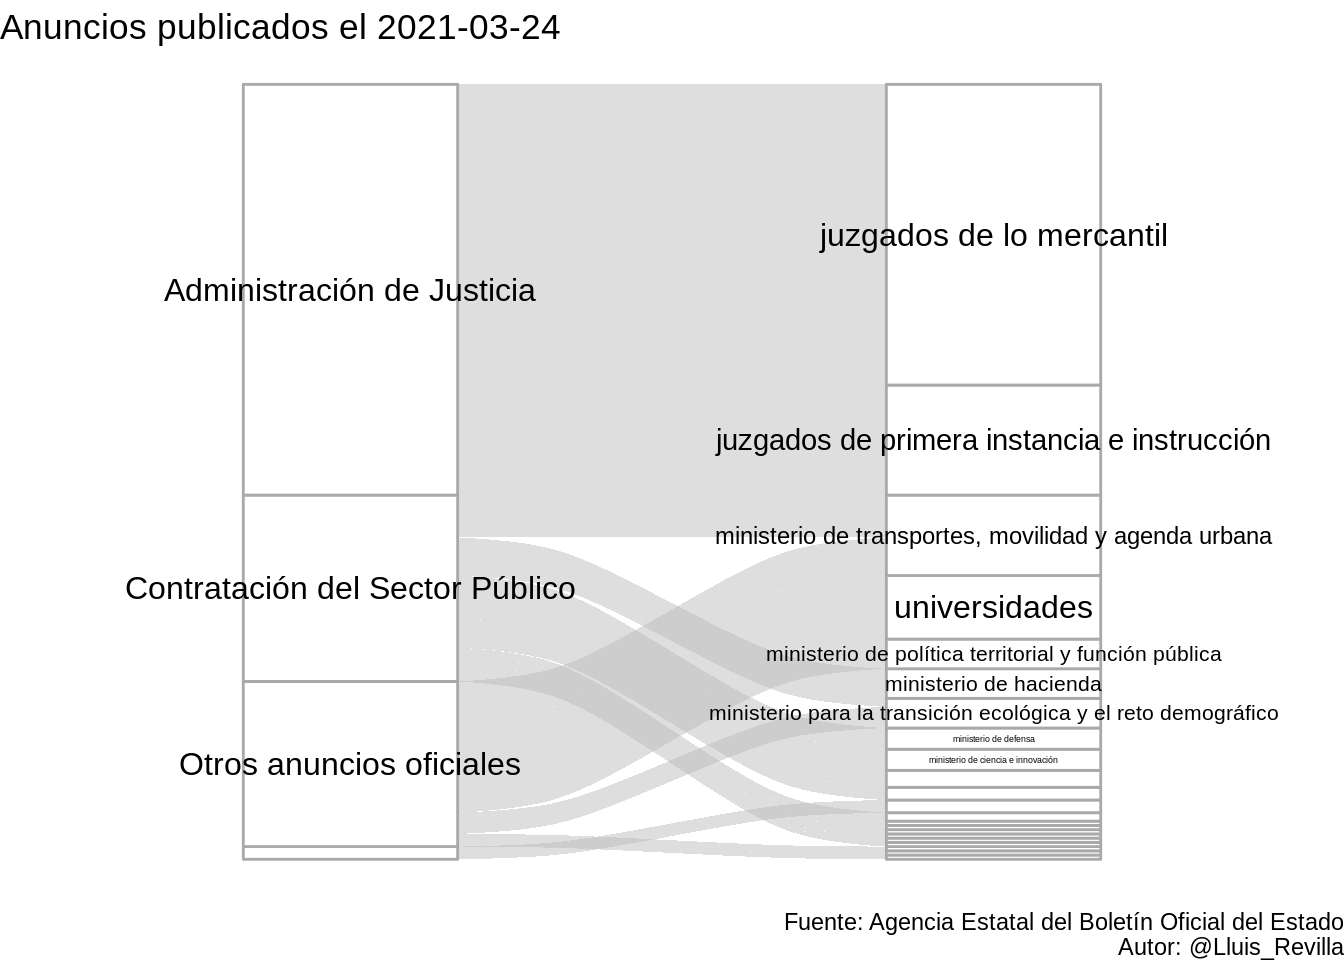 Anuncios publicados el 2021-03-24
juzgados de lo mercantil
Administración de Justicia
juzgados de primera instancia e instrucción
ministerio de transportes, movilidad y agenda urbana
Contratación del Sector Público
universidades
ministerio de política territorial y función pública
ministerio de hacienda
ministerio para la transición ecológica y el reto demográfico
ministerio de defensa
Otros anuncios oficiales
ministerio de ciencia e innovación
Fuente: Agencia Estatal del Boletín Oficial del Estado
Autor: @Lluis_Revilla